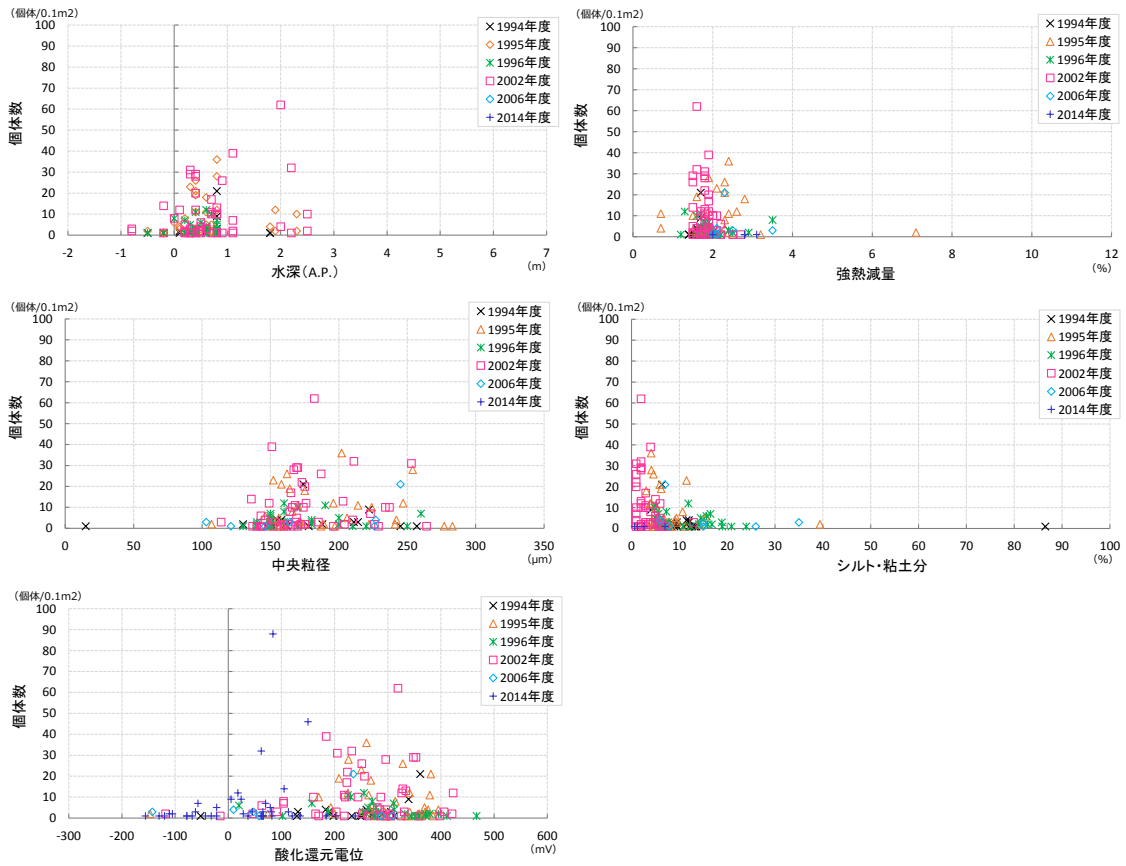 (個体/0.1m2)
個体数
100
90
80
70
60
50
40
30
20
10
0
-2 -1 0 1 2 3 4 5 6 7
水深(A.P.)
(m)
1994年度
1995年度
1996年度
2002年度
2006年度
2014年度
(個体/0.1m2)
個体数
100
90
80
70
60
50
40
30
20
10
0
0 2 4 6 8 10 12
強熱減量
(%)
1994年度
1995年度
1996年度
2002年度
2006年度
2014年度
(個体/0.1m2)
個体数
100
90
80
70
60
50
40
30
20
10
0
0 50 100 150 200 250 300 350
中央粒径
(μm)
1994年度
1995年度
1996年度
2002年度
2006年度
2014年度
(個体/0.1m2)
個体数
100
90
80
70
60
50
40
30
20
10
0
0 10 20 30 40 50 60 70 80 90 100
シルト・粘土分
(%)
1994年度
1995年度
1996年度
2002年度
2006年度
2014年度
(個体/0.1m2)
個体数
100
90
80
70
60
50
40
30
20
10
0
-300 -200 -100 0 100 200 300 400 500 600
酸化還元電位
(mV)
1994年度
1995年度
1996年度
2002年度
2006年度
2014年度